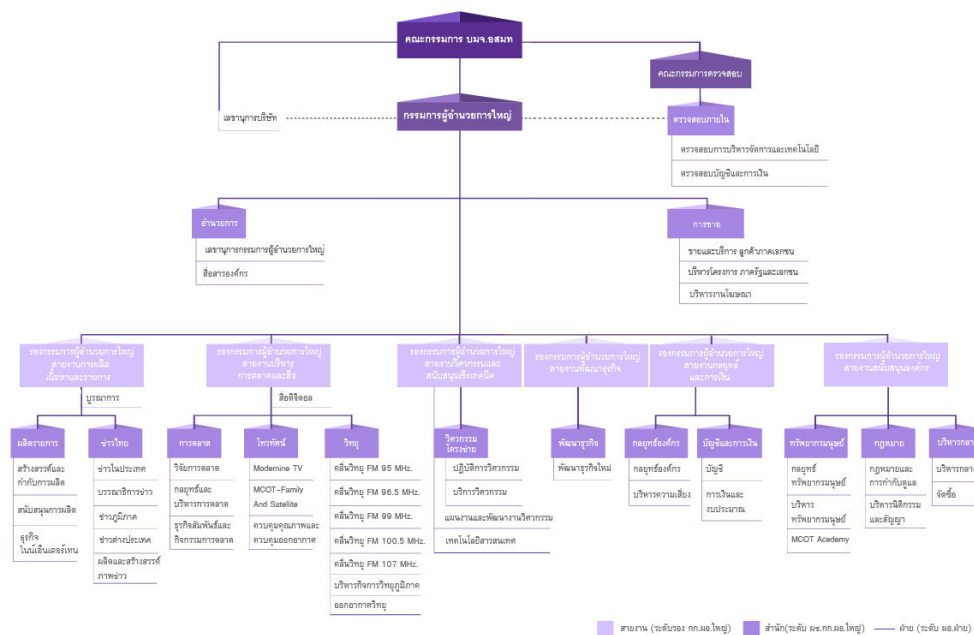 คณะกรรมการ บมจ.อสมท
คณะกรรมการตรวจสอบ
เลขานุการบริษัท
กรรมการผู้อำนวยการใหญ่
ตรวจสอบภายใน
ตรวจสอบการบริหารจัดการและเทคโนโลยี
ตรวจสอบบัญชีและการเงิน
อำนวยการ
เลขานุการกรรมการผู้อำนวยการใหญ่
สื่อสารองค์กร
การขาย
ขายและบริการ ลูกค้าภาคเอกชน
บริหารโครงการ ภาครัฐและเอกชน
บริหารงานโฆษณา
รองกรรมการผู้อำนวยการใหญ่
สายงานการผลิต
เนื้อหาและรายการ
บูรณาการ
รองกรรมการผู้อำนวยการใหญ่
สายงานบริหาร
การตลาดและสื่อ
สื่อดิจิตอล
รองกรรมการผู้อำนวยการใหญ่
สายงานวิศวกรรมและ
สนับสนุนเชิงเทคนิค
รองกรรมการผู้อำนวยการใหญ่
สายงานพัฒนาธุรกิจ
รองกรรมการผู้อำนวยการใหญ่
สายงานกลยุทธ์
และการเงิน
รองกรรมการผู้อำนวยการใหญ่
สายงานสนับสนุนองค์กร
ผลิตรายการ
สร้างสรรค์และ
กำกับการผลิต
สนับสนุนการผลิต
ธุรกิจ
ไนน์เอ็นเตอร์เทน
ข่าวไทย
ข่าวในประเทศ
บรรณาธิการข่าว
ข่าวภูมิภาค
ข่าวต่างประเทศ
ผลิตและสร้างสรรค์
ภาพข่าว
การตลาด
วิจัยการตลาด
กลยุทธ์และ
บริหารการตลาด
ธุรกิจสัมพันธ์และ
กิจกรรมการตลาด
โทรทัศน์
Modernine TV
MCOT-Family
And Satellite
ควบคุมคุณภาพและ
ควบคุมออกอากาศ
วิทยุ
คลื่นวิทยุ FM 95 MHz.
คลื่นวิทยุ FM 96.5 MHz.
คลื่นวิทยุ FM 99 MHz.
คลื่นวิทยุ FM 100.5 MHz.
คลื่นวิทยุ FM 107 MHz.
บริหารกิจการวิทยุภูมิภาค
ออกอากาศวิทยุ
วิศวกรรม
โครงข่าย
ปฏิบัติการวิศวกรรม
บริการวิศวกรรม
แผนงานและพัฒนางานวิศวกรรม
เทคโนโลยีสารสนเทศ
พัฒนาธุรกิจ
พัฒนาธุรกิจใหม่
กลยุทธ์องค์กร
กลยุทธ์องค์กร
บริหารความเสี่ยง
บัญชีและการเงิน
บัญชี
การเงินและ
งบประมาณ
ทรัพยากรมนุษย์
กลยุทธ์
ทรัพยากรมนุษย์
บริหาร
ทรัพยากรมนุษย์
MCOT Acedemy
กฎหมาย
กฎหมายและ
การกำกับดูแล
บริหารนิติกรรม
และสัญญา
บริหารกลาง
บริหารกลาง
จัดซื้อ
สายงาน (ระดับรอง กก.ผอ.ใหญ่)
สำนัก(ระดับ ผช.กก.ผอ.ใหญ่)
ฝ่าย (ระดับ ผอ.ฝ่าย)